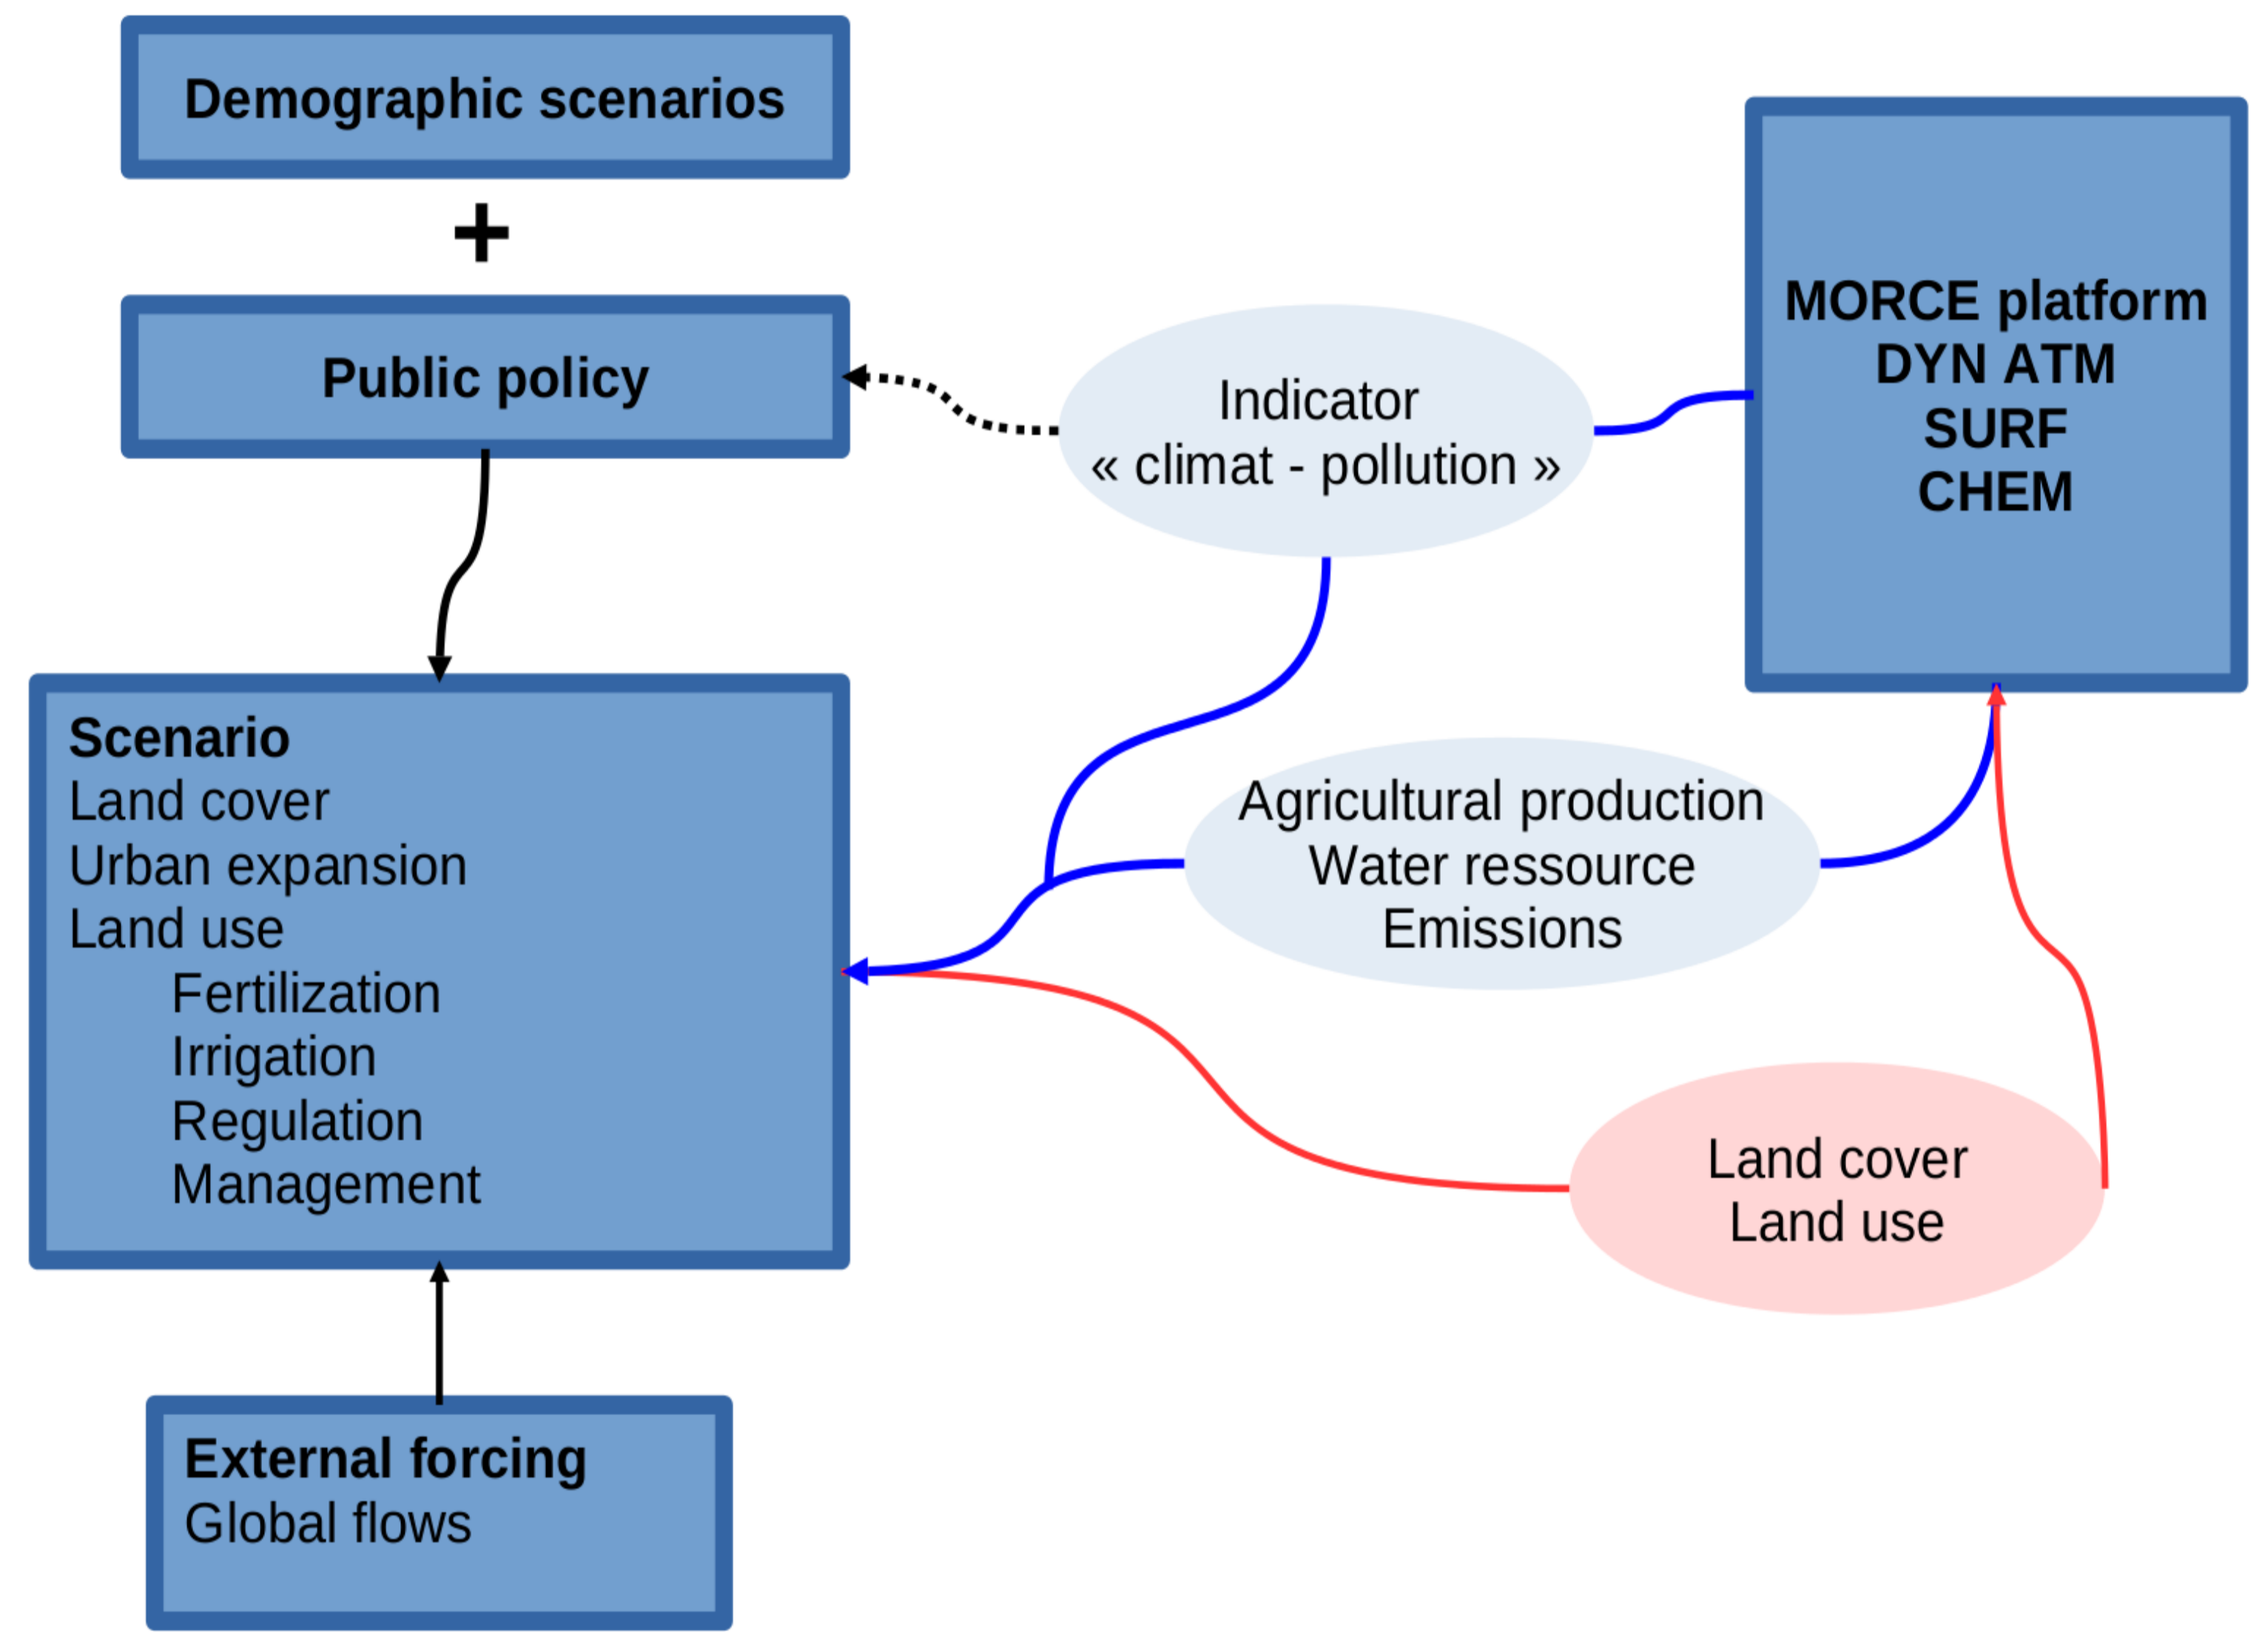 Demographic scenarios
+
Public policy
Indicator
« climat - pollution »
MORCE platform
DYN ATM
SURF
CHEM
Scenario
Land cover
Urban expansion
Land use
Fertilization
Irrigation
Regulation
Management
Agricultural production
Water ressource
Emissions
Land cover
Land use
External forcing
Global flows